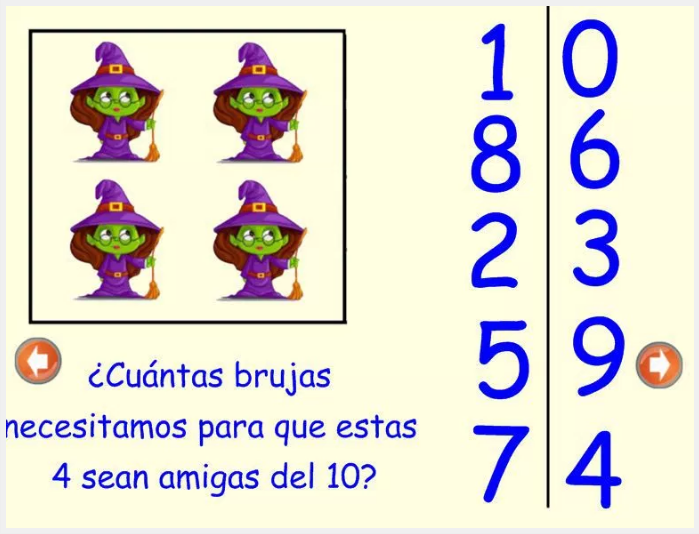 1 0
8 6
2 3
5 9
7 4
¿Cuántas brujas
necesitamos para que estas
4 sean amigas del 10?